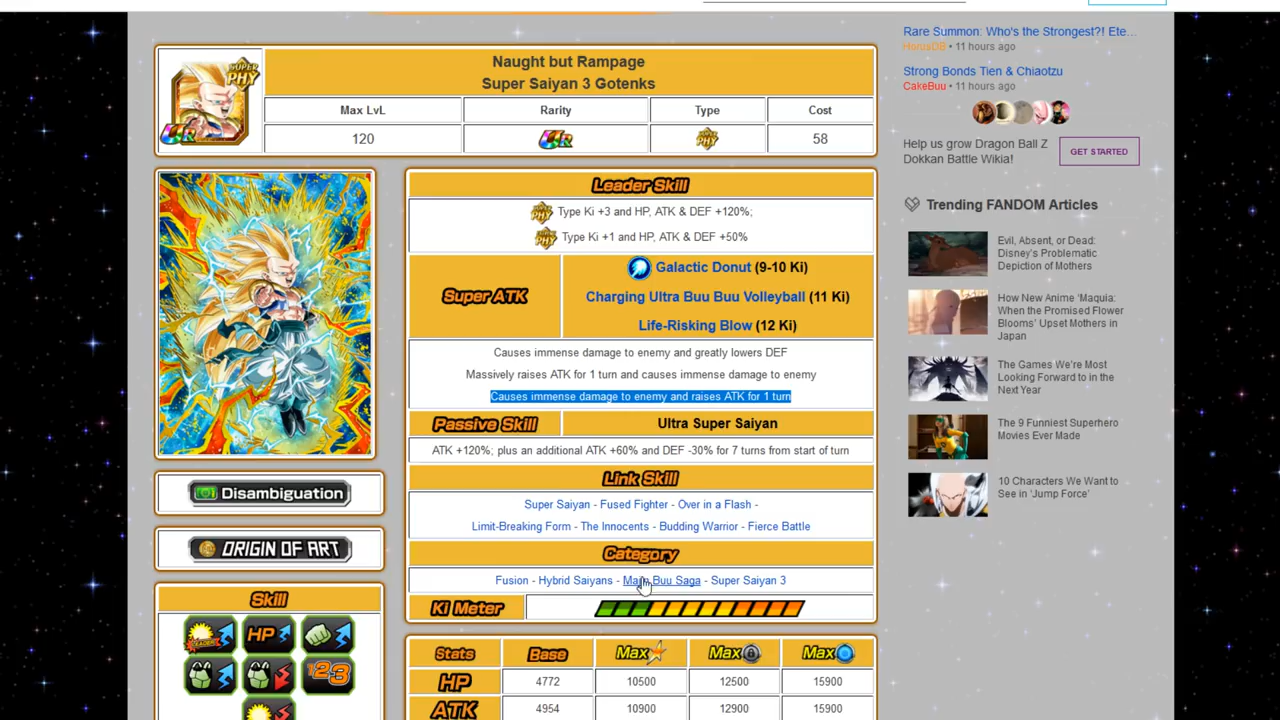 Naught but Rampage
Super Saiyan 3 Gotenks
SUPER PHY
UR
Max LvL
Rarity
Type
Cost
120
UR
PHY
58
Leader Skill
SUPER PHY Type Ki +3 and HP, ATK & DEF +120%;
PHY Type Ki +1 and HP, ATK & DEF +50%
Super ATK
Galactic Donut (9-10 Ki)
Charging Ultra Buu Buu Volleyball (11 Ki)
Life-Risking Blow (12 Ki)
Causes immense damage to enemy and greatly lowers DEF
Massively raises ATK for 1 turn and causes immense damage to enemy
Causes immense damage to enemy and raises ATK for 1 turn
Passive Skill
Ultra Super Saiyan
ATK +120%; plus an additional ATK +60% and DEF -30% for 7 turns from start of turn
Link Skill
Super Saiyan - Fused Fighter - Over in a Flash -
Limit-Breaking Form - The Innocents - Budding Warrior - Fierce Battle
Category
Fusion - Hybrid Saiyans - Majin Buu Saga - Super Saiyan 3
Ki Meter
Disambiguation
ORIGIN OF ART
Skill
LEADER
HP
123
Stats
Base
Max
Max
Max
HP
4772
10500
12500
15900
ATK
4954
10900
12900
15900
Rare Summon: Who's the Strongest?! Ete…
HorusDB • 11 hours ago
Strong Bonds Tien & Chiaotzu
CakeBuu • 11 hours ago
Help us grow Dragon Ball Z
Dokkan Battle Wikia!
GET STARTED
Trending FANDOM Articles
Evil, Absent, or Dead:
Disney's Problematic
Depiction of Mothers
How New Anime 'Maquia:
When the Promised Flower
Blooms' Upset Mothers in
Japan
The Games We're Most
Looking Forward to in the
Next Year
The 9 Funniest Superhero
Movies Ever Made
10 Characters We Want to
See in 'Jump Force'